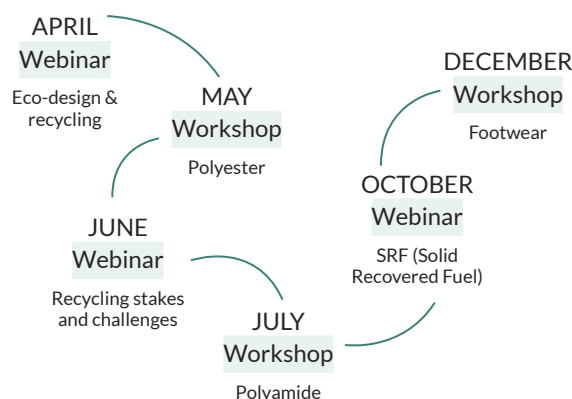 APRIL
Webinar
Eco-design &
recycling
MAY
Workshop
Polyester
JUNE
Webinar
Recycling stakes
and challenges
JULY
Workshop
Polyamide
OCTOBER
Webinar
SRF (Solid
Recovered Fuel)
DECEMBER
Workshop
Footwear